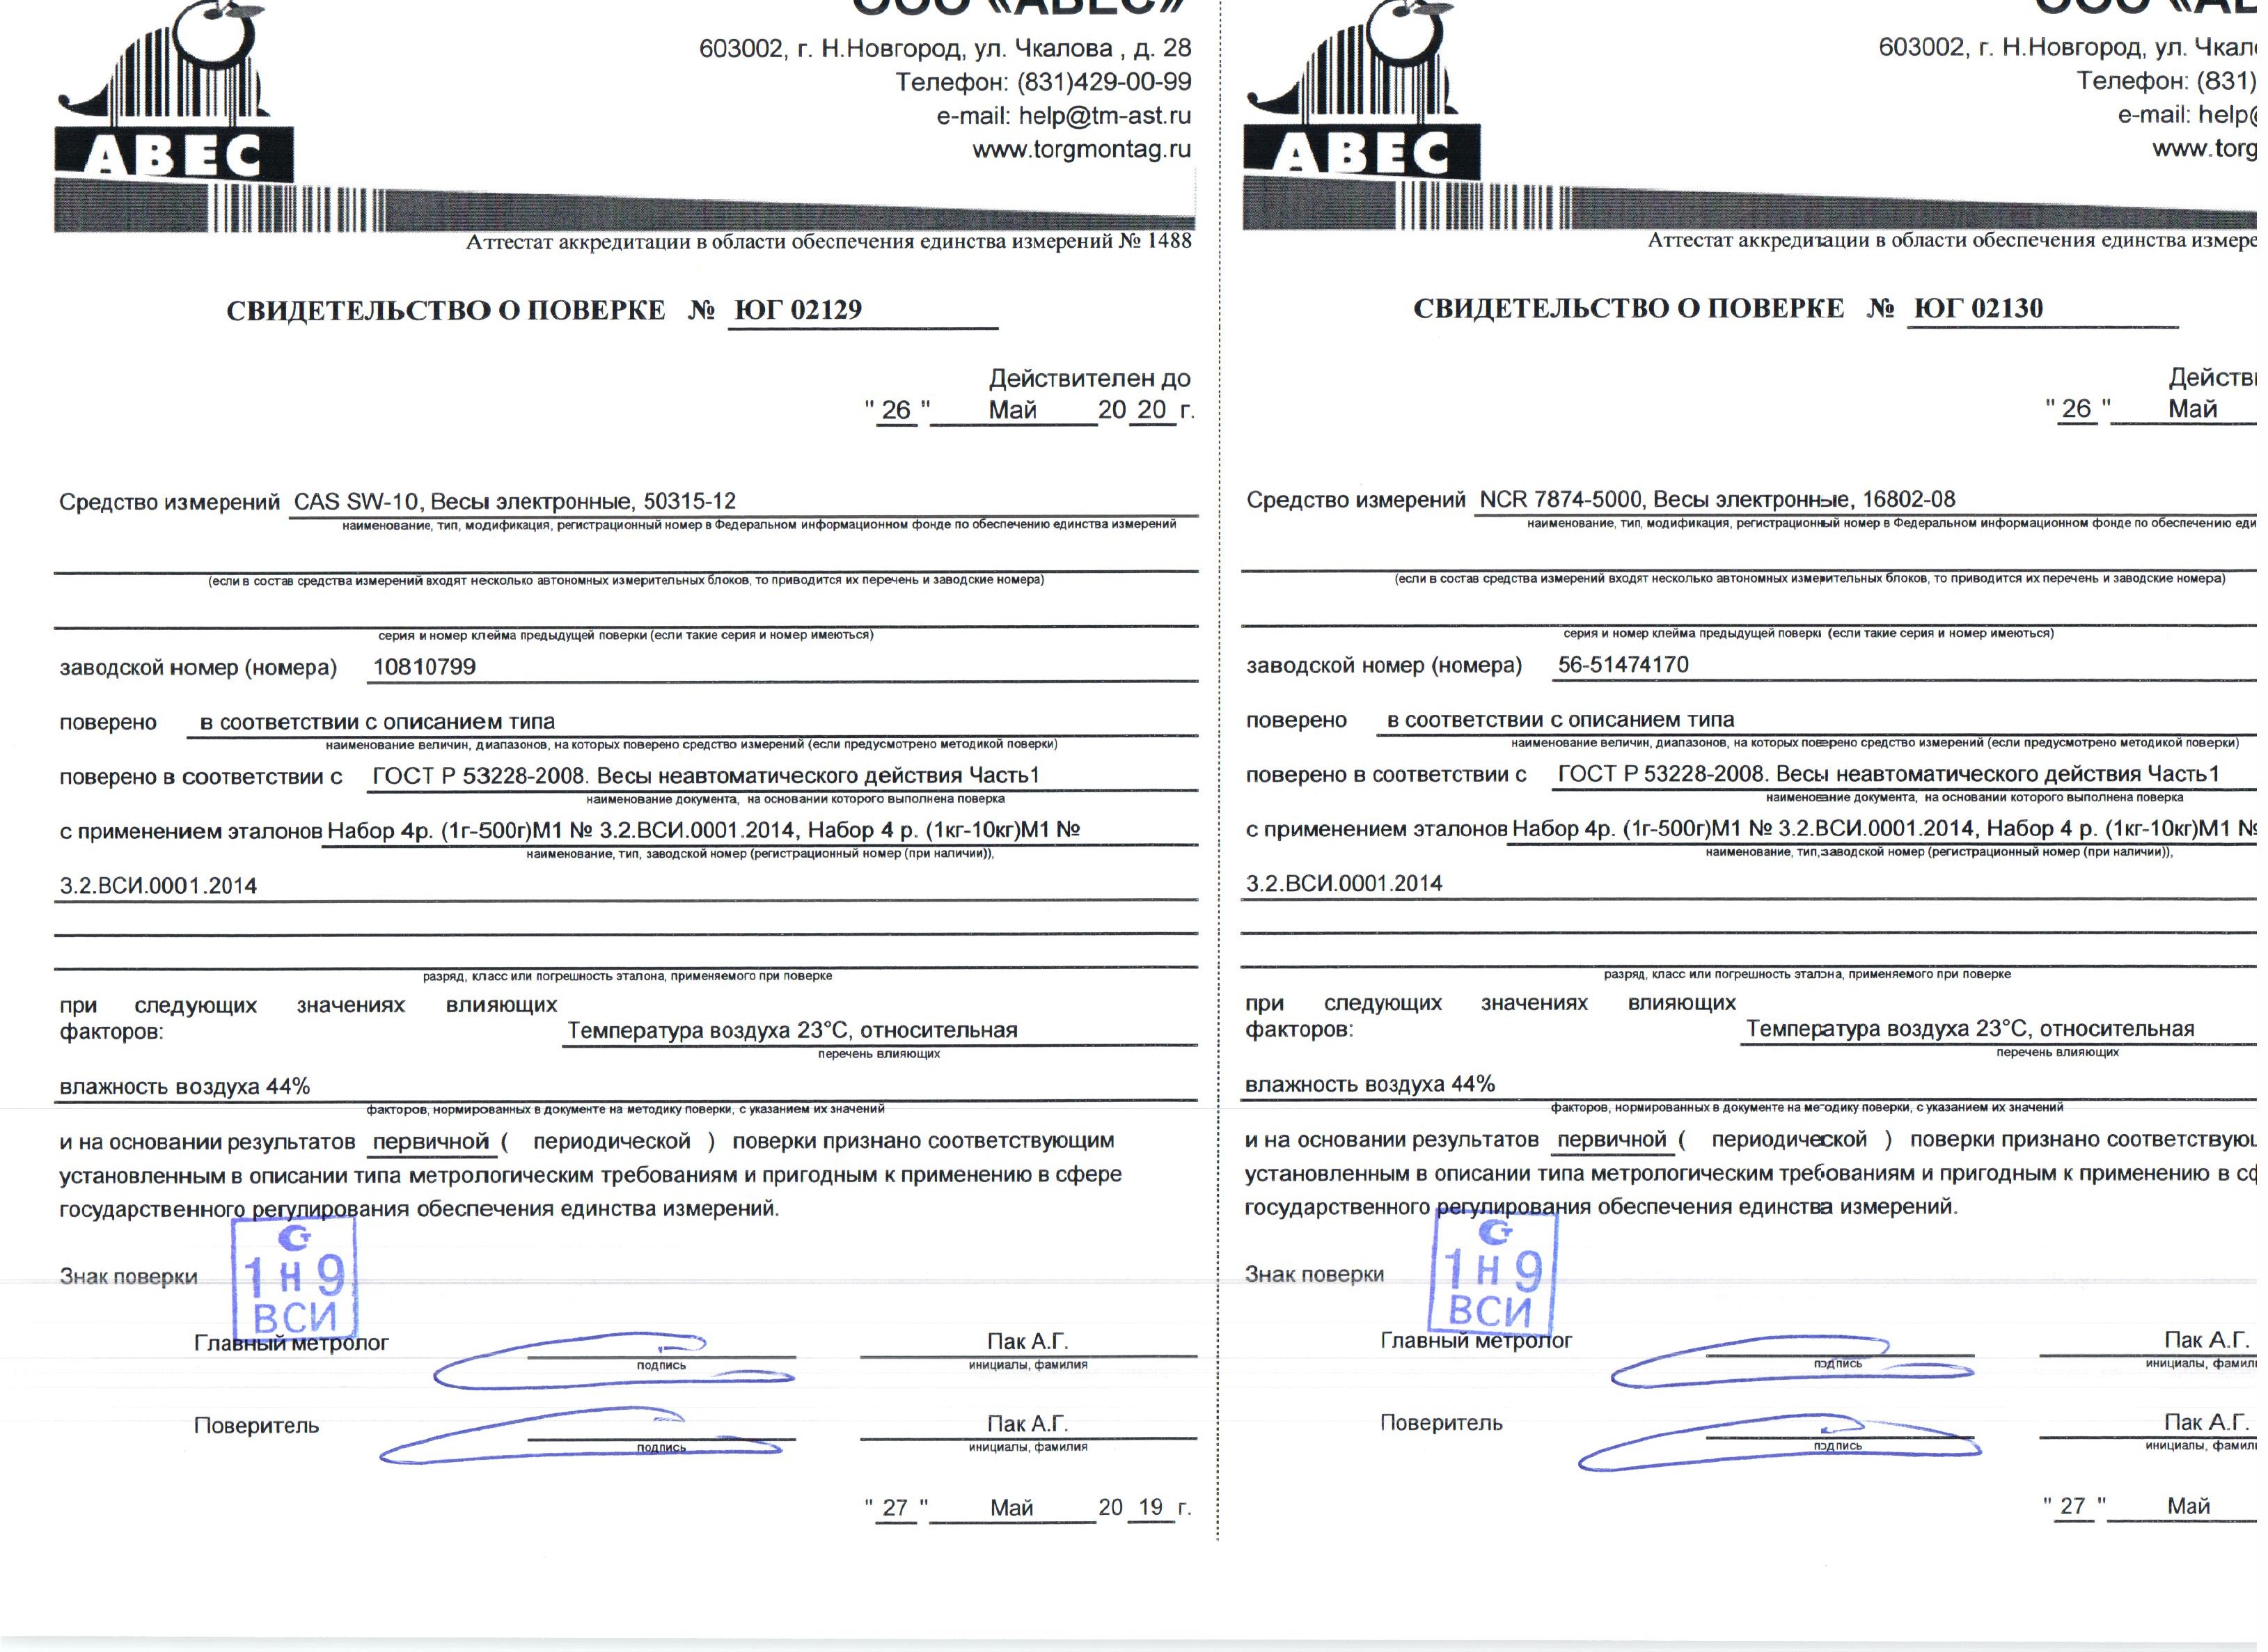 ООО «АВЕС»
603002, г. Н.Новгород, ул. Чкалова , д. 28
Телефон: (831)429-00-99
e-mail: help@tm-ast.ru
www.torgmontag.ru
АВЕС
Аттестат аккредитации в области обеспечения единства измерений № 1488
СВИДЕТЕЛЬСТВО О ПОВЕРКЕ № ЮГ 02129
Действителен до
" 26 " Май 20 20 г.
Средство измерений CAS SW-10, Весы электронные, 50315-12
наименование, тип, модификация, регистрационный номер в Федеральном информационном фонде по обеспечению единства измерений
(если в состав средства измерений входят несколько автономных измерительных блоков, то приводится их перечень и заводские номера)
серия и номер клейма предыдущей поверки (если такие серия и номер имеються)
заводской номер (номера) 10810799
поверено в соответствии с описанием типа
наименование величин, диапазонов, на которых поверено средство измерений (если предусмотрено методикой поверки)
поверено в соответствии с ГОСТ Р 53228-2008. Весы неавтоматического действия Часть1
наименование документа, на основании которого выполнена поверка
с применением эталонов Набор 4р. (1г-500г)М1 № 3.2.ВСИ.0001.2014, Набор 4 р. (1кг-10кг)М1 №
наименование, тип, заводской номер (регистрационный номер (при наличии)),
3.2.ВСИ.0001.2014
разряд, класс или погрешность эталона, применяемого при поверке
при следующих значениях влияющих
факторов: Температура воздуха 23°С, относительная
перечень влияющих
влажность воздуха 44%
факторов, нормированных в документе на методику поверки, с указанием их значений
и на основании результатов первичной ( периодической ) поверки признано соответствующим
установленным в описании типа метрологическим требованиям и пригодным к применению в сфере
государственного регулирования обеспечения единства измерений.
Знак поверки
1 Н 9
ВСИ
Главный метролог Пак А.Г.
подпись инициалы, фамилия
Поверитель Пак А.Г.
подпись инициалы, фамилия
" 27 " Май 20 19 г.
ООО «АВЕ
603002, г. Н.Новгород, ул. Чкал
Телефон: (831)
e-mail: help@
www.torg
АВЕС
Аттестат аккредитации в области обеспечения единства измере
СВИДЕТЕЛЬСТВО О ПОВЕРКЕ № ЮГ 02130
Действи
" 26 " Май
Средство измерений NCR 7874-5000, Весы электронные, 16802-08
наименование, тип, модификация, регистрационный номер в Федеральном информационном фонде по обеспечению еди
(если в состав средства измерений входят несколько автономных измерительных блоков, то приводится их перечень и заводские номера)
серия и номер клейма предыдущей поверки (если такие серия и номер имеються)
заводской номер (номера) 56-51474170
поверено в соответствии с описанием типа
наименование величин, диапазонов, на которых поверено средство измерений (если предусмотрено методикой поверки)
поверено в соответствии с ГОСТ Р 53228-2008. Весы неавтоматического действия Часть1
наименование документа, на основании которого выполнена поверка
с применением эталонов Набор 4р. (1г-500г)М1 № 3.2.ВСИ.0001.2014, Набор 4 р. (1кг-10кг)М1 №
наименование, тип,заводской номер (регистрационный номер (при наличии)),
3.2.ВСИ.0001.2014
разряд, класс или погрешность эталона, применяемого при поверке
при следующих значениях влияющих
факторов: Температура воздуха 23°С, относительная
перечень влияющих
влажность воздуха 44%
факторов, нормированных в документе на методику поверки, с указанием их значений
и на основании результатов первичной ( периодической ) поверки признано соответствую
установленным в описании типа метрологическим требованиям и пригодным к применению в сф
государственного регулирования обеспечения единства измерений.
Знак поверки
1 Н 9
ВСИ
Главный метролог Пак А.Г.
подпись инициалы, фамил
Поверитель Пак А.Г.
подпись инициалы, фамил
" 27 " Май